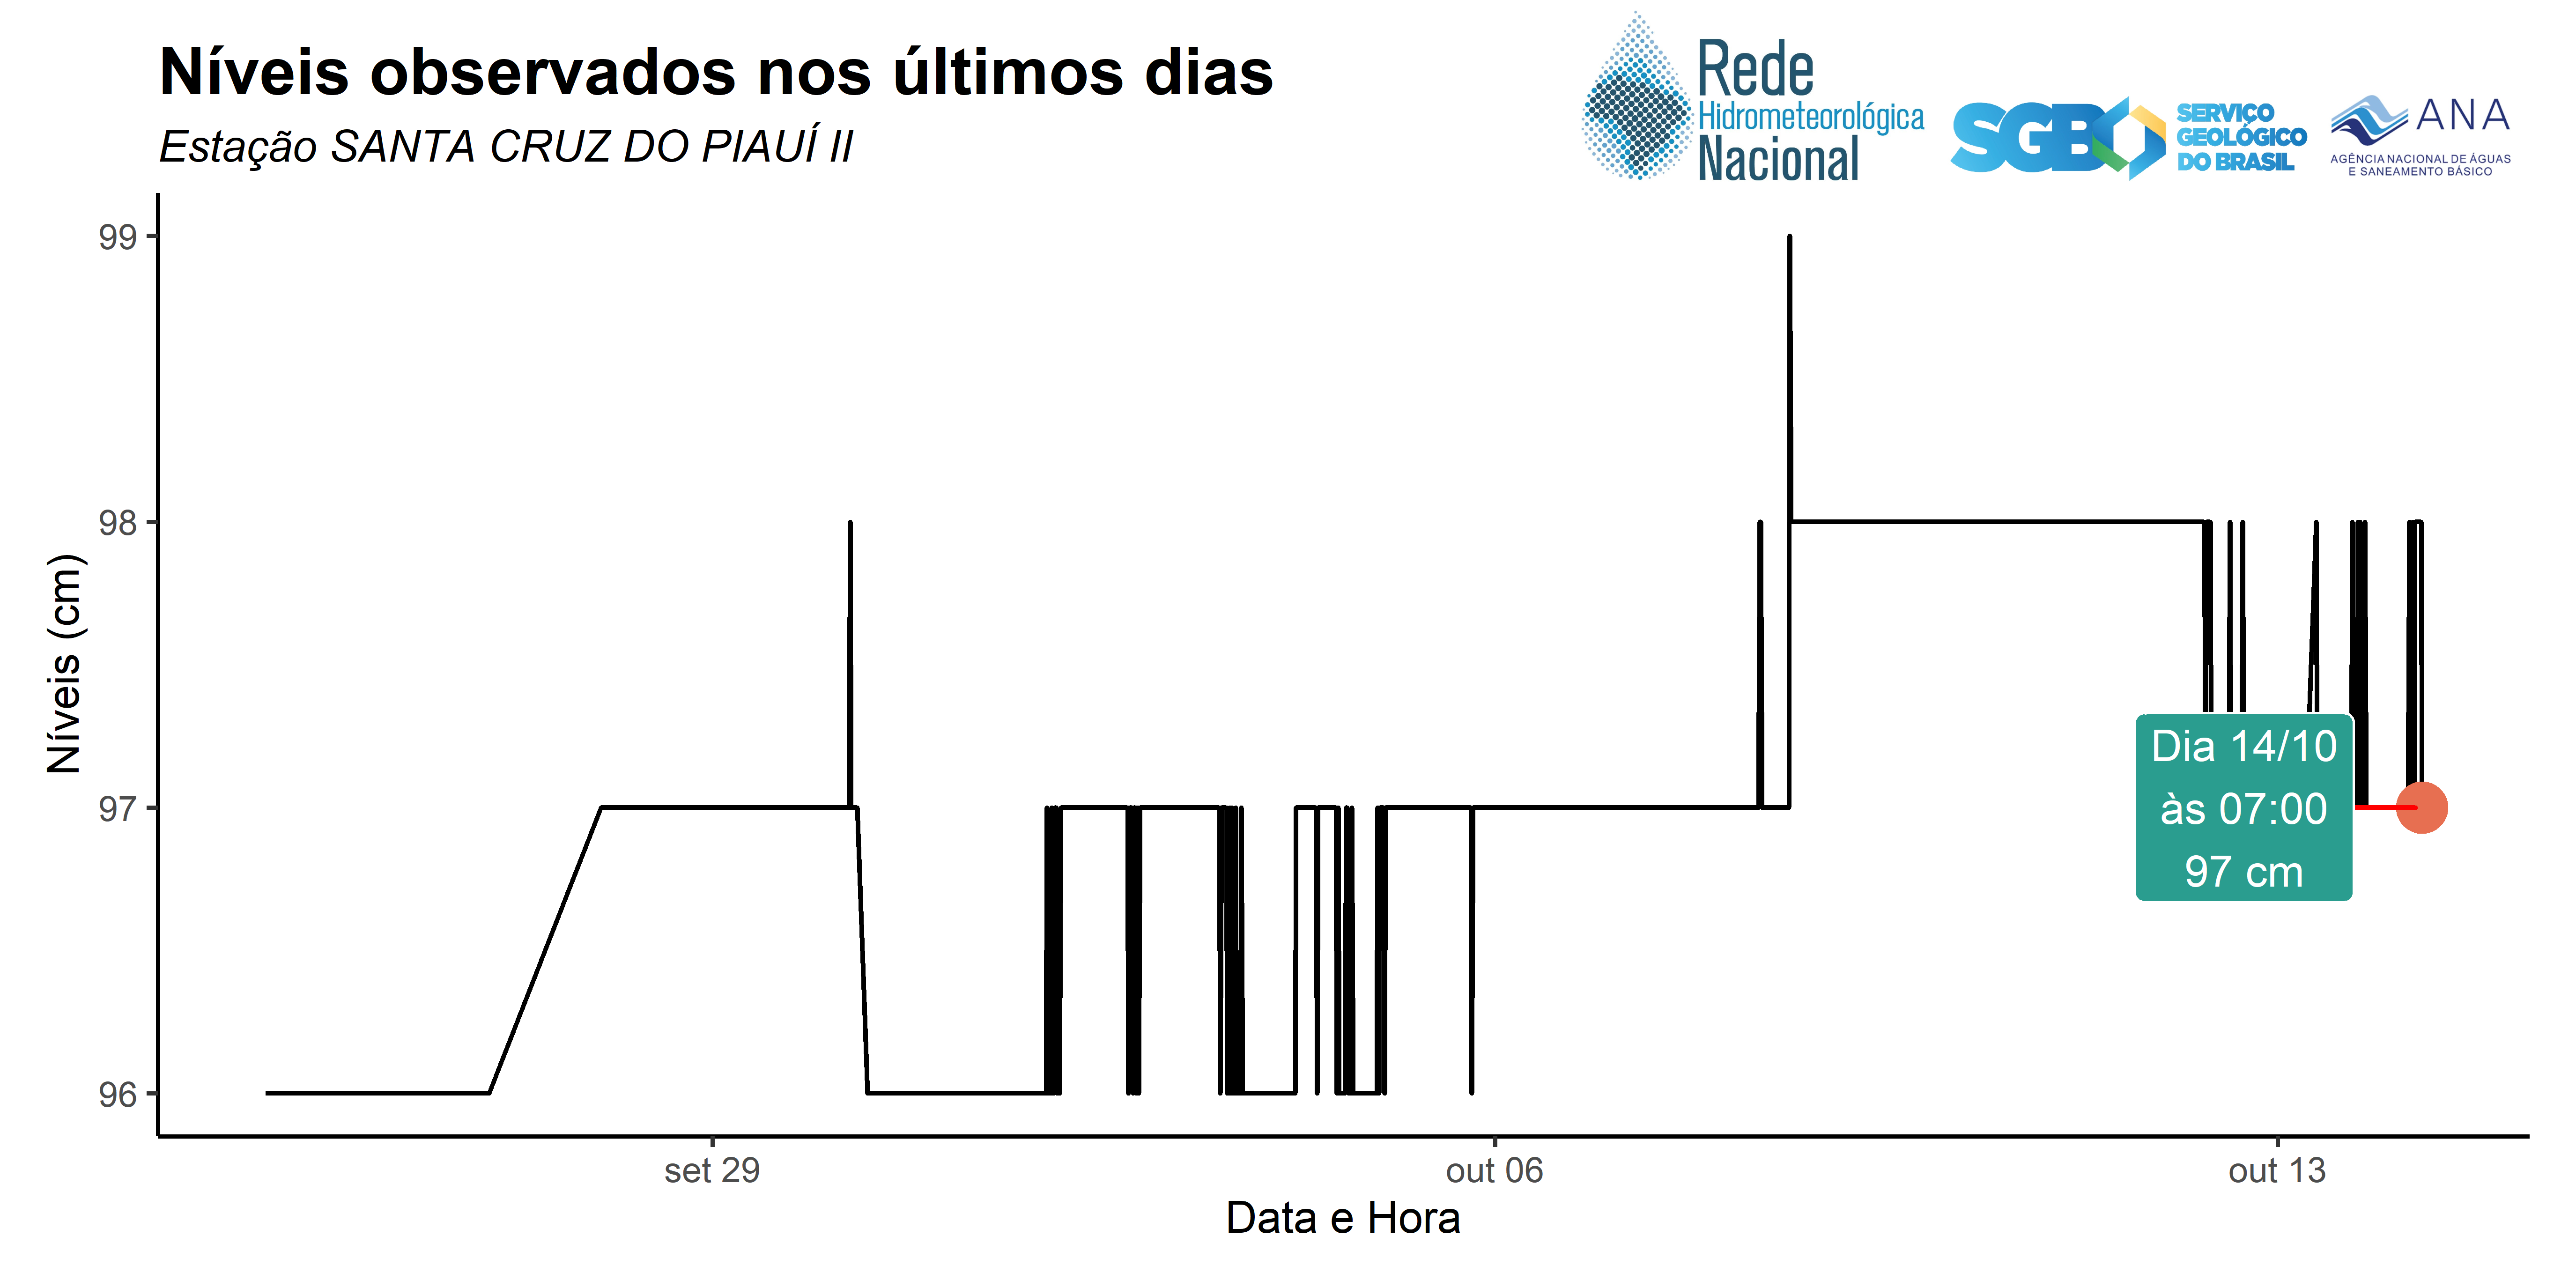 Níveis observados nos últimos dias
Estação SANTA CRUZ DO PIAUÍ II
Rede
Hidrometeorológica
Nacional
SGB
SERVIÇO
GEOLÓGICO
DO BRASIL
ANA
AGÊNCIA NACIONAL DE ÁGUAS
E SANEAMENTO BÁSICO
Níveis (cm)
99
98
97
96
Dia 14/10
às 07:00
97 cm
set 29
out 06
out 13
Data e Hora